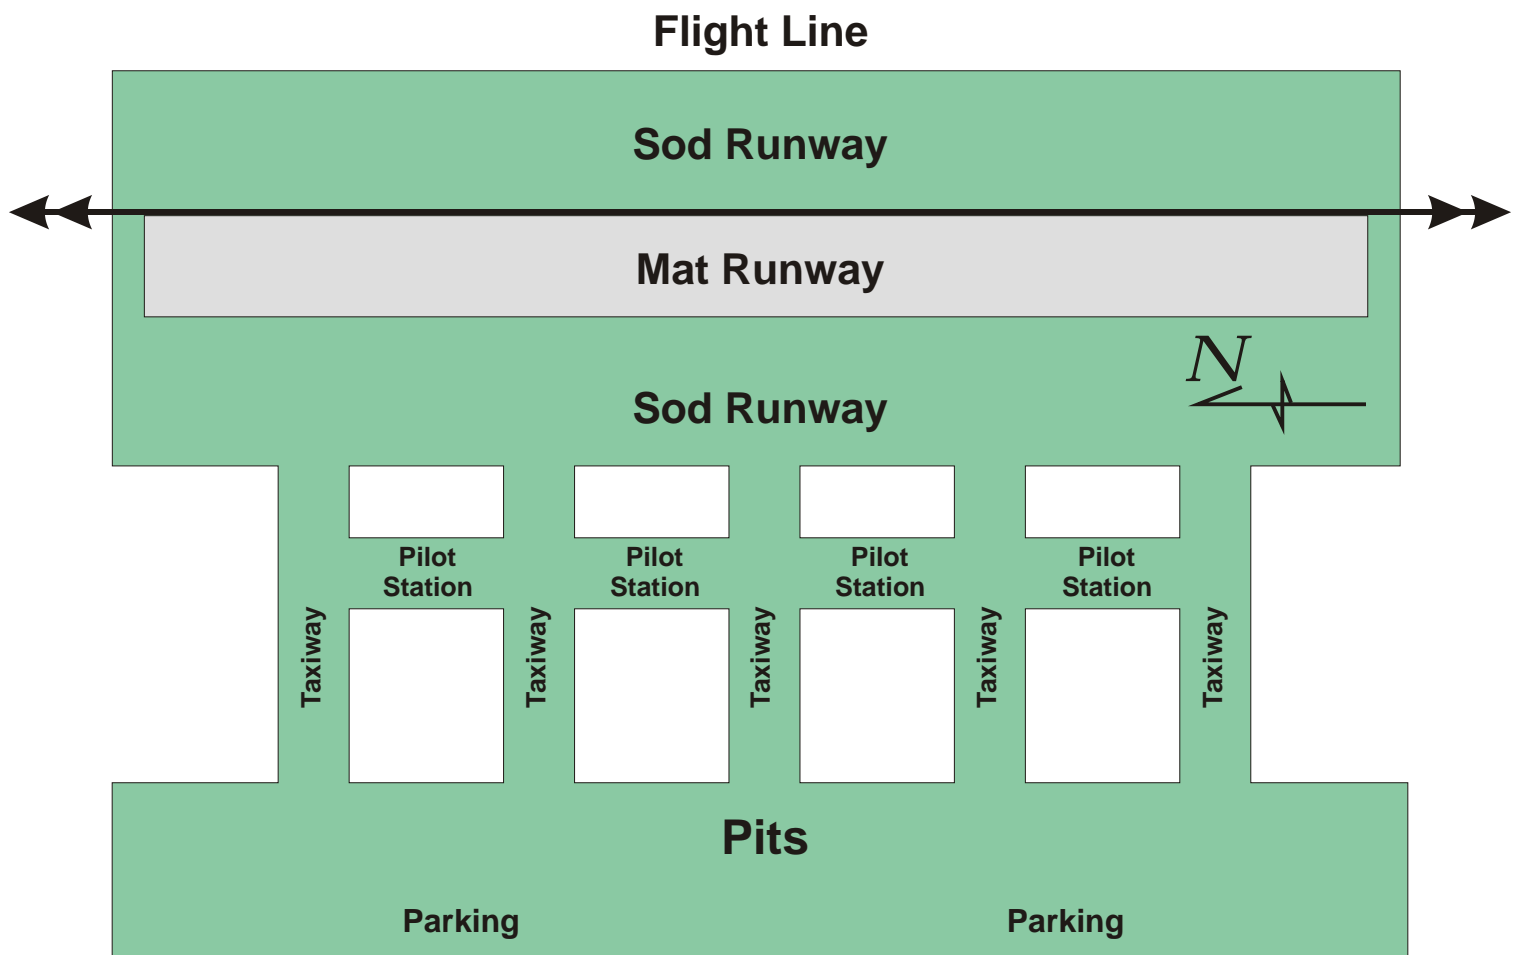 Flight Line
Sod Runway
Mat Runway
N
Sod Runway
Pilot
Station
Pilot
Station
Pilot
Station
Pilot
Station
Taxiway
Taxiway
Taxiway
Taxiway
Taxiway
Pits
Parking
Parking